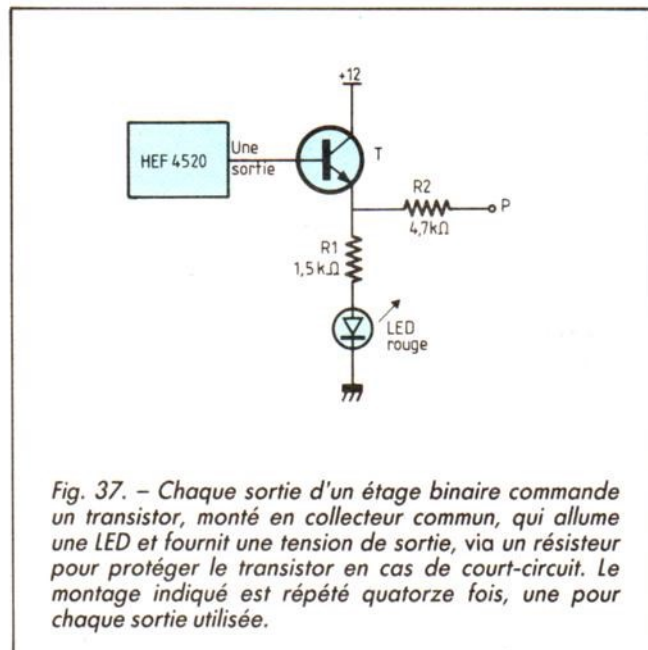 +12
HEF 4520
Une
sortie
T
R2
P
4,7kΩ
R1
1,5 kΩ
LED
rouge
Fig. 37. – Chaque sortie d'un étage binaire commande
un transistor, monté en collecteur commun, qui allume
une LED et fournit une tension de sortie, via un résisteur
pour protéger le transistor en cas de court-circuit. Le
montage indiqué est répété quatorze fois, une pour
chaque sortie utilisée.